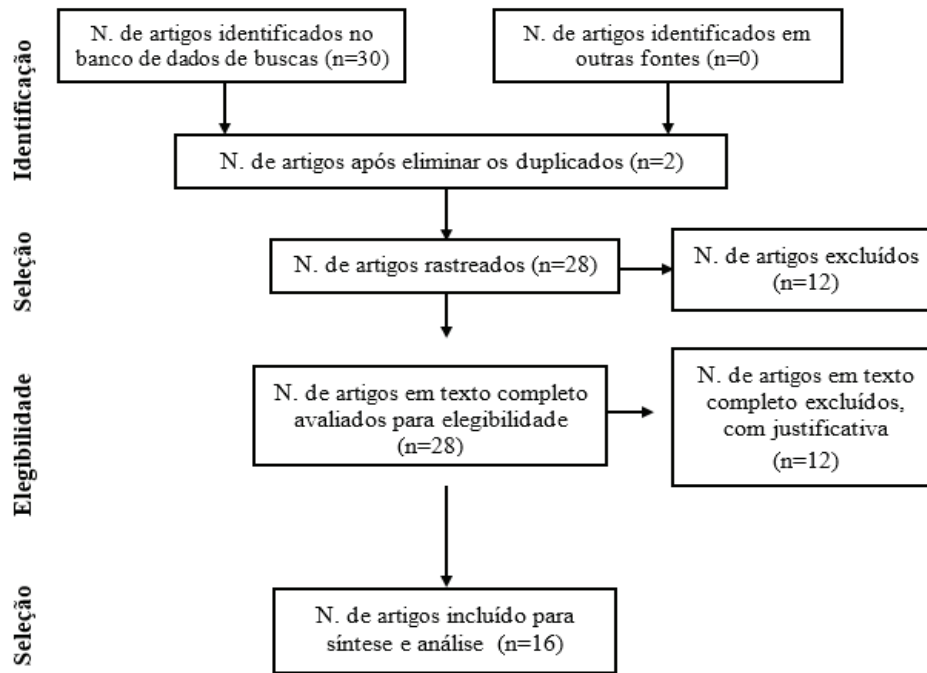 Identificação
N. de artigos identificados no
banco de dados de buscas (n=30)
N. de artigos identificados em
outras fontes (n=0)
N. de artigos após eliminar os duplicados (n=2)
Seleção
N. de artigos rastreados (n=28)
N. de artigos excluídos
(n=12)
Elegibilidade
N. de artigos em texto completo
avaliados para elegibilidade
(n=28)
N. de artigos em texto
completo excluídos,
com justificativa
(n=12)
Seleção
N. de artigos incluído para
síntese e análise (n=16)